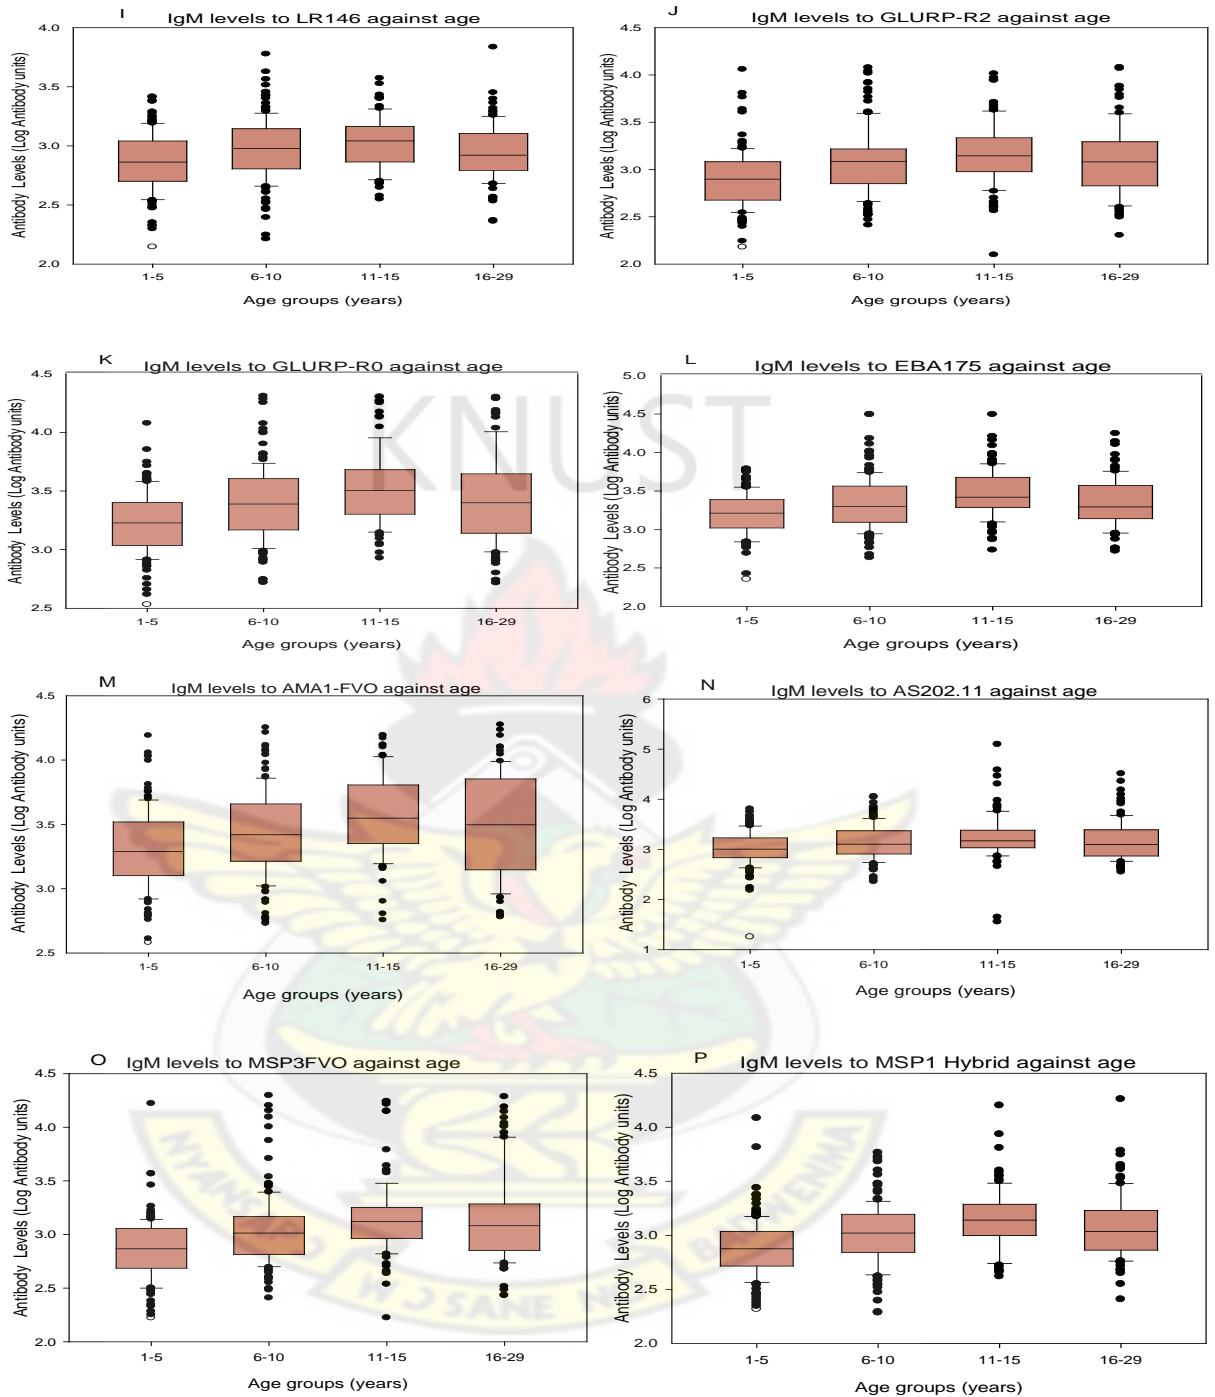 I
IgM levels to LR146 against age
Antibody Levels (Log Antibody units)
4.0
3.5
3.0
2.5
2.0
1-5 6-10 11-15 16-29
Age groups (years)
J
IgM levels to GLURP-R2 against age
Antibody Levels (Log Antibody units)
4.5
4.0
3.5
3.0
2.5
2.0
1-5 6-10 11-15 16-29
Age groups (years)
K
IgM levels to GLURP-R0 against age
Antibody Levels (Log Antibody units)
4.5
4.0
3.5
3.0
2.5
1-5 6-10 11-15 16-29
Age groups (years)
L
IgM levels to EBA175 against age
Antibody Levels (Log Antibody units)
5.0
4.5
4.0
3.5
3.0
2.5
2.0
1-5 6-10 11-15 16-29
Age groups (years)
KNUST
M
IgM levels to AMA1-FVO against age
Antibody Levels (Log Antibody units)
4.5
4.0
3.5
3.0
2.5
1-5 6-10 11-15 16-29
Age groups (years)
N
IgM levels to AS202.11 against age
Antibody Levels (Log Antibody units)
6
5
4
3
2
1
1-5 6-10 11-15 16-29
Age groups (years)
O
IgM levels to MSP3FVO against age
Antibody Levels (Log Antibody units)
4.5
4.0
3.5
3.0
2.5
2.0
1-5 6-10 11-15 16-29
Age groups (years)
P
IgM levels to MSP1 Hybrid against age
Antibody Levels (Log Antibody units)
4.5
4.0
3.5
3.0
2.5
2.0
1-5 6-10 11-15 16-29
Age groups (years)
NYANSAPƆ
WƆ SANE NO
BADWENMA